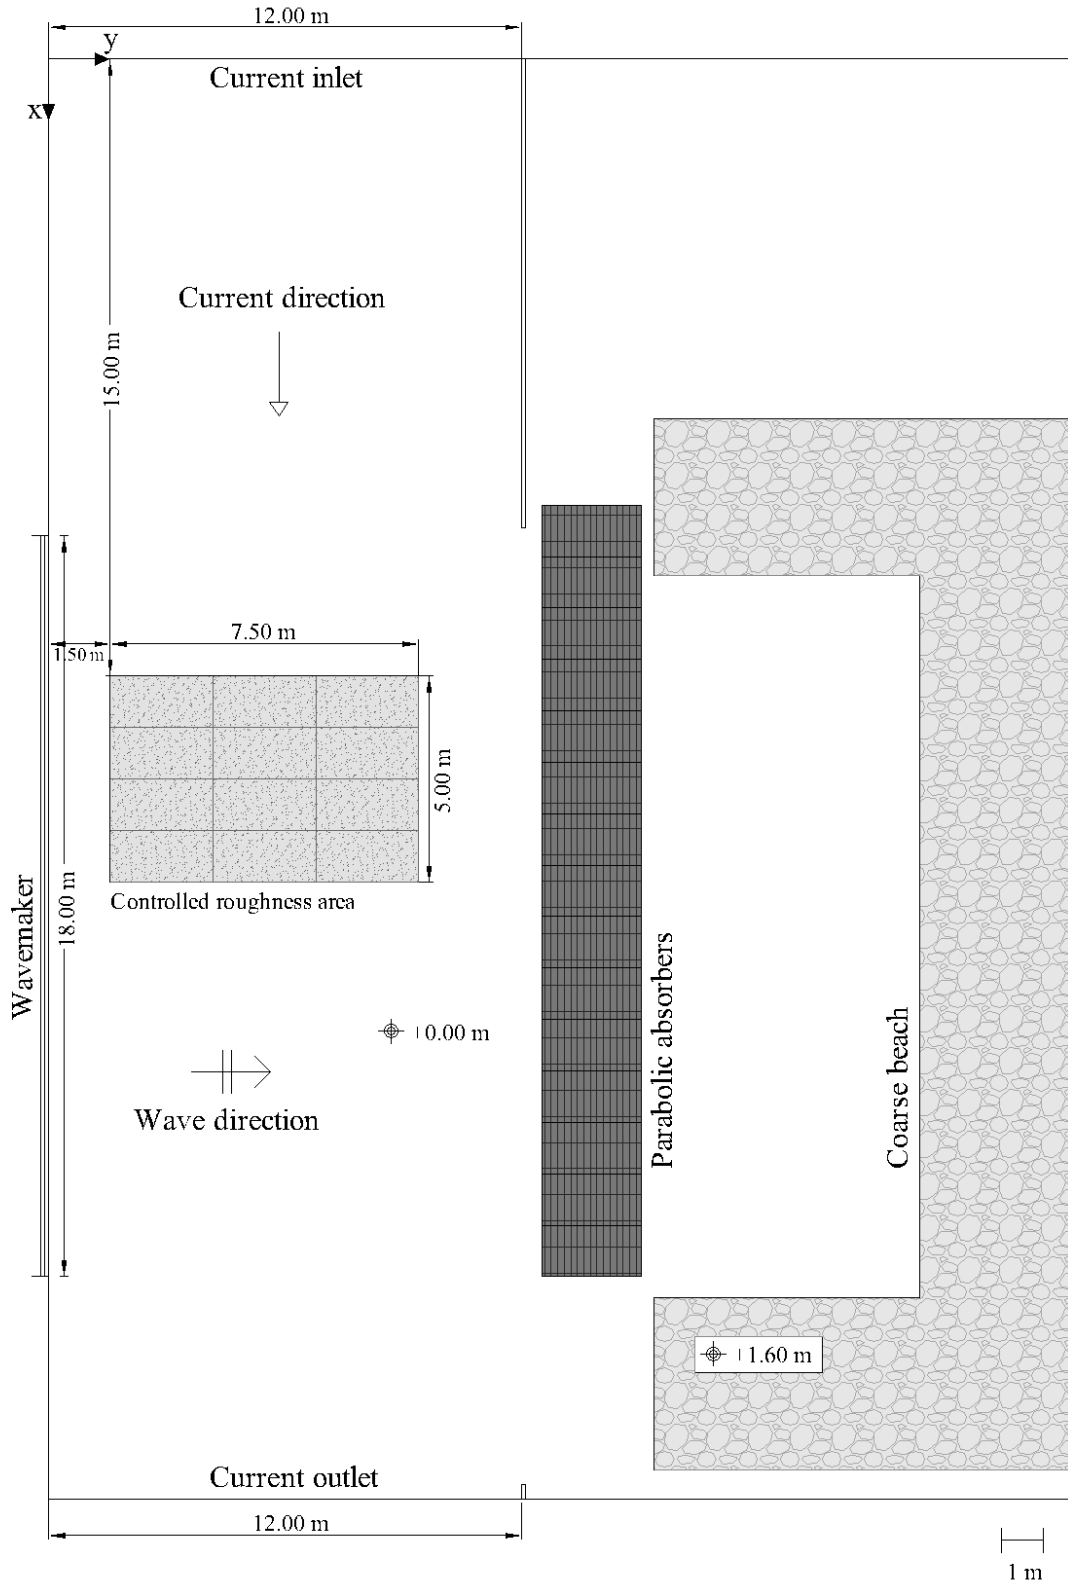 12.00 m
y
Current inlet
x
Current direction
15.00 m
7.50 m
1.50 m
5.00 m
Controlled roughness area
18.00 m
Wavemaker
Parabolic absorbers
0.00 m
Coarse beach
Wave direction
1.60 m
Current outlet
12.00 m
1 m